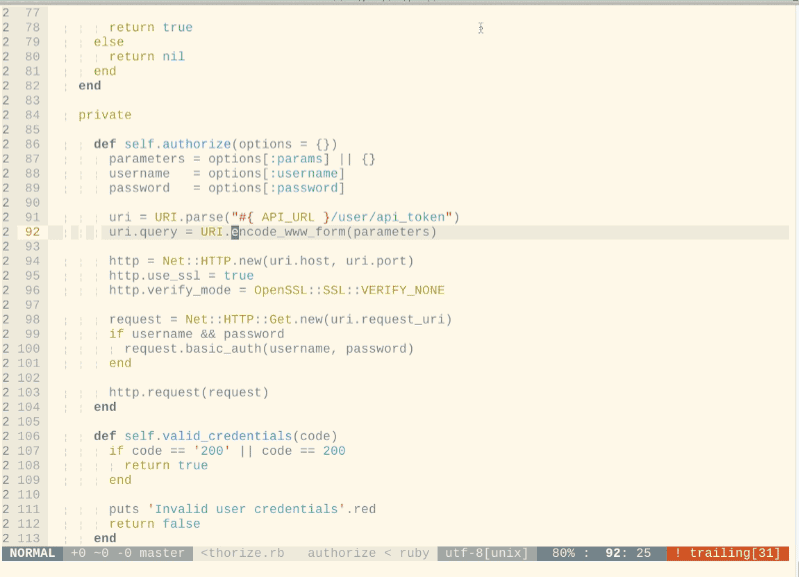 2 77
2 78 return true
2 79 else
2 80 return nil
2 81 end
2 82 end
2 83
2 84 private
2 85
2 86 def self.authorize(options = {})
2 87 parameters = options[:params] || {}
2 88 username = options[:username]
2 89 password = options[:password]
2 90
2 91 uri = URI.parse("#{ API_URL }/user/api_token")
2 92 uri.query = URI.encode_www_form(parameters)
2 93
2 94 http = Net::HTTP.new(uri.host, uri.port)
2 95 http.use_ssl = true
2 96 http.verify_mode = OpenSSL::SSL::VERIFY_NONE
2 97
2 98 request = Net::HTTP::Get.new(uri.request_uri)
2 99 if username && password
2 100 request.basic_auth(username, password)
2 101 end
2 102
2 103 http.request(request)
2 104 end
2 105
2 106 def self.valid_credentials(code)
2 107 if code == '200' || code == 200
2 108 return true
2 109 end
2 110
2 111 puts 'Invalid user credentials'.red
2 112 return false
2 113 end
NORMAL +0 ~0 -0 master <thorize.rb authorize < ruby utf-8[unix] 80% : 92: 25 ! trailing[31]